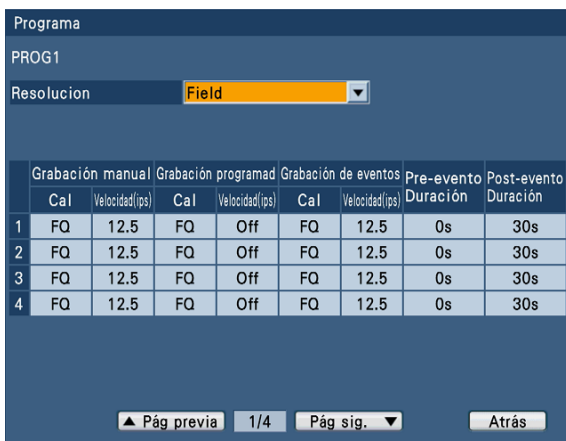 Programa
PROG1
Resolucion Field
Grabación manual Grabación programad Grabación de eventos Pre-evento Duración Post-evento Duración
Cal Velocidad(ips) Cal Velocidad(ips) Cal Velocidad(ips)
1 FQ 12.5 FQ Off FQ 12.5 0s 30s
2 FQ 12.5 FQ Off FQ 12.5 0s 30s
3 FQ 12.5 FQ Off FQ 12.5 0s 30s
4 FQ 12.5 FQ Off FQ 12.5 0s 30s
▲ Pág previa 1/4 Pág sig. ▼ Atrás